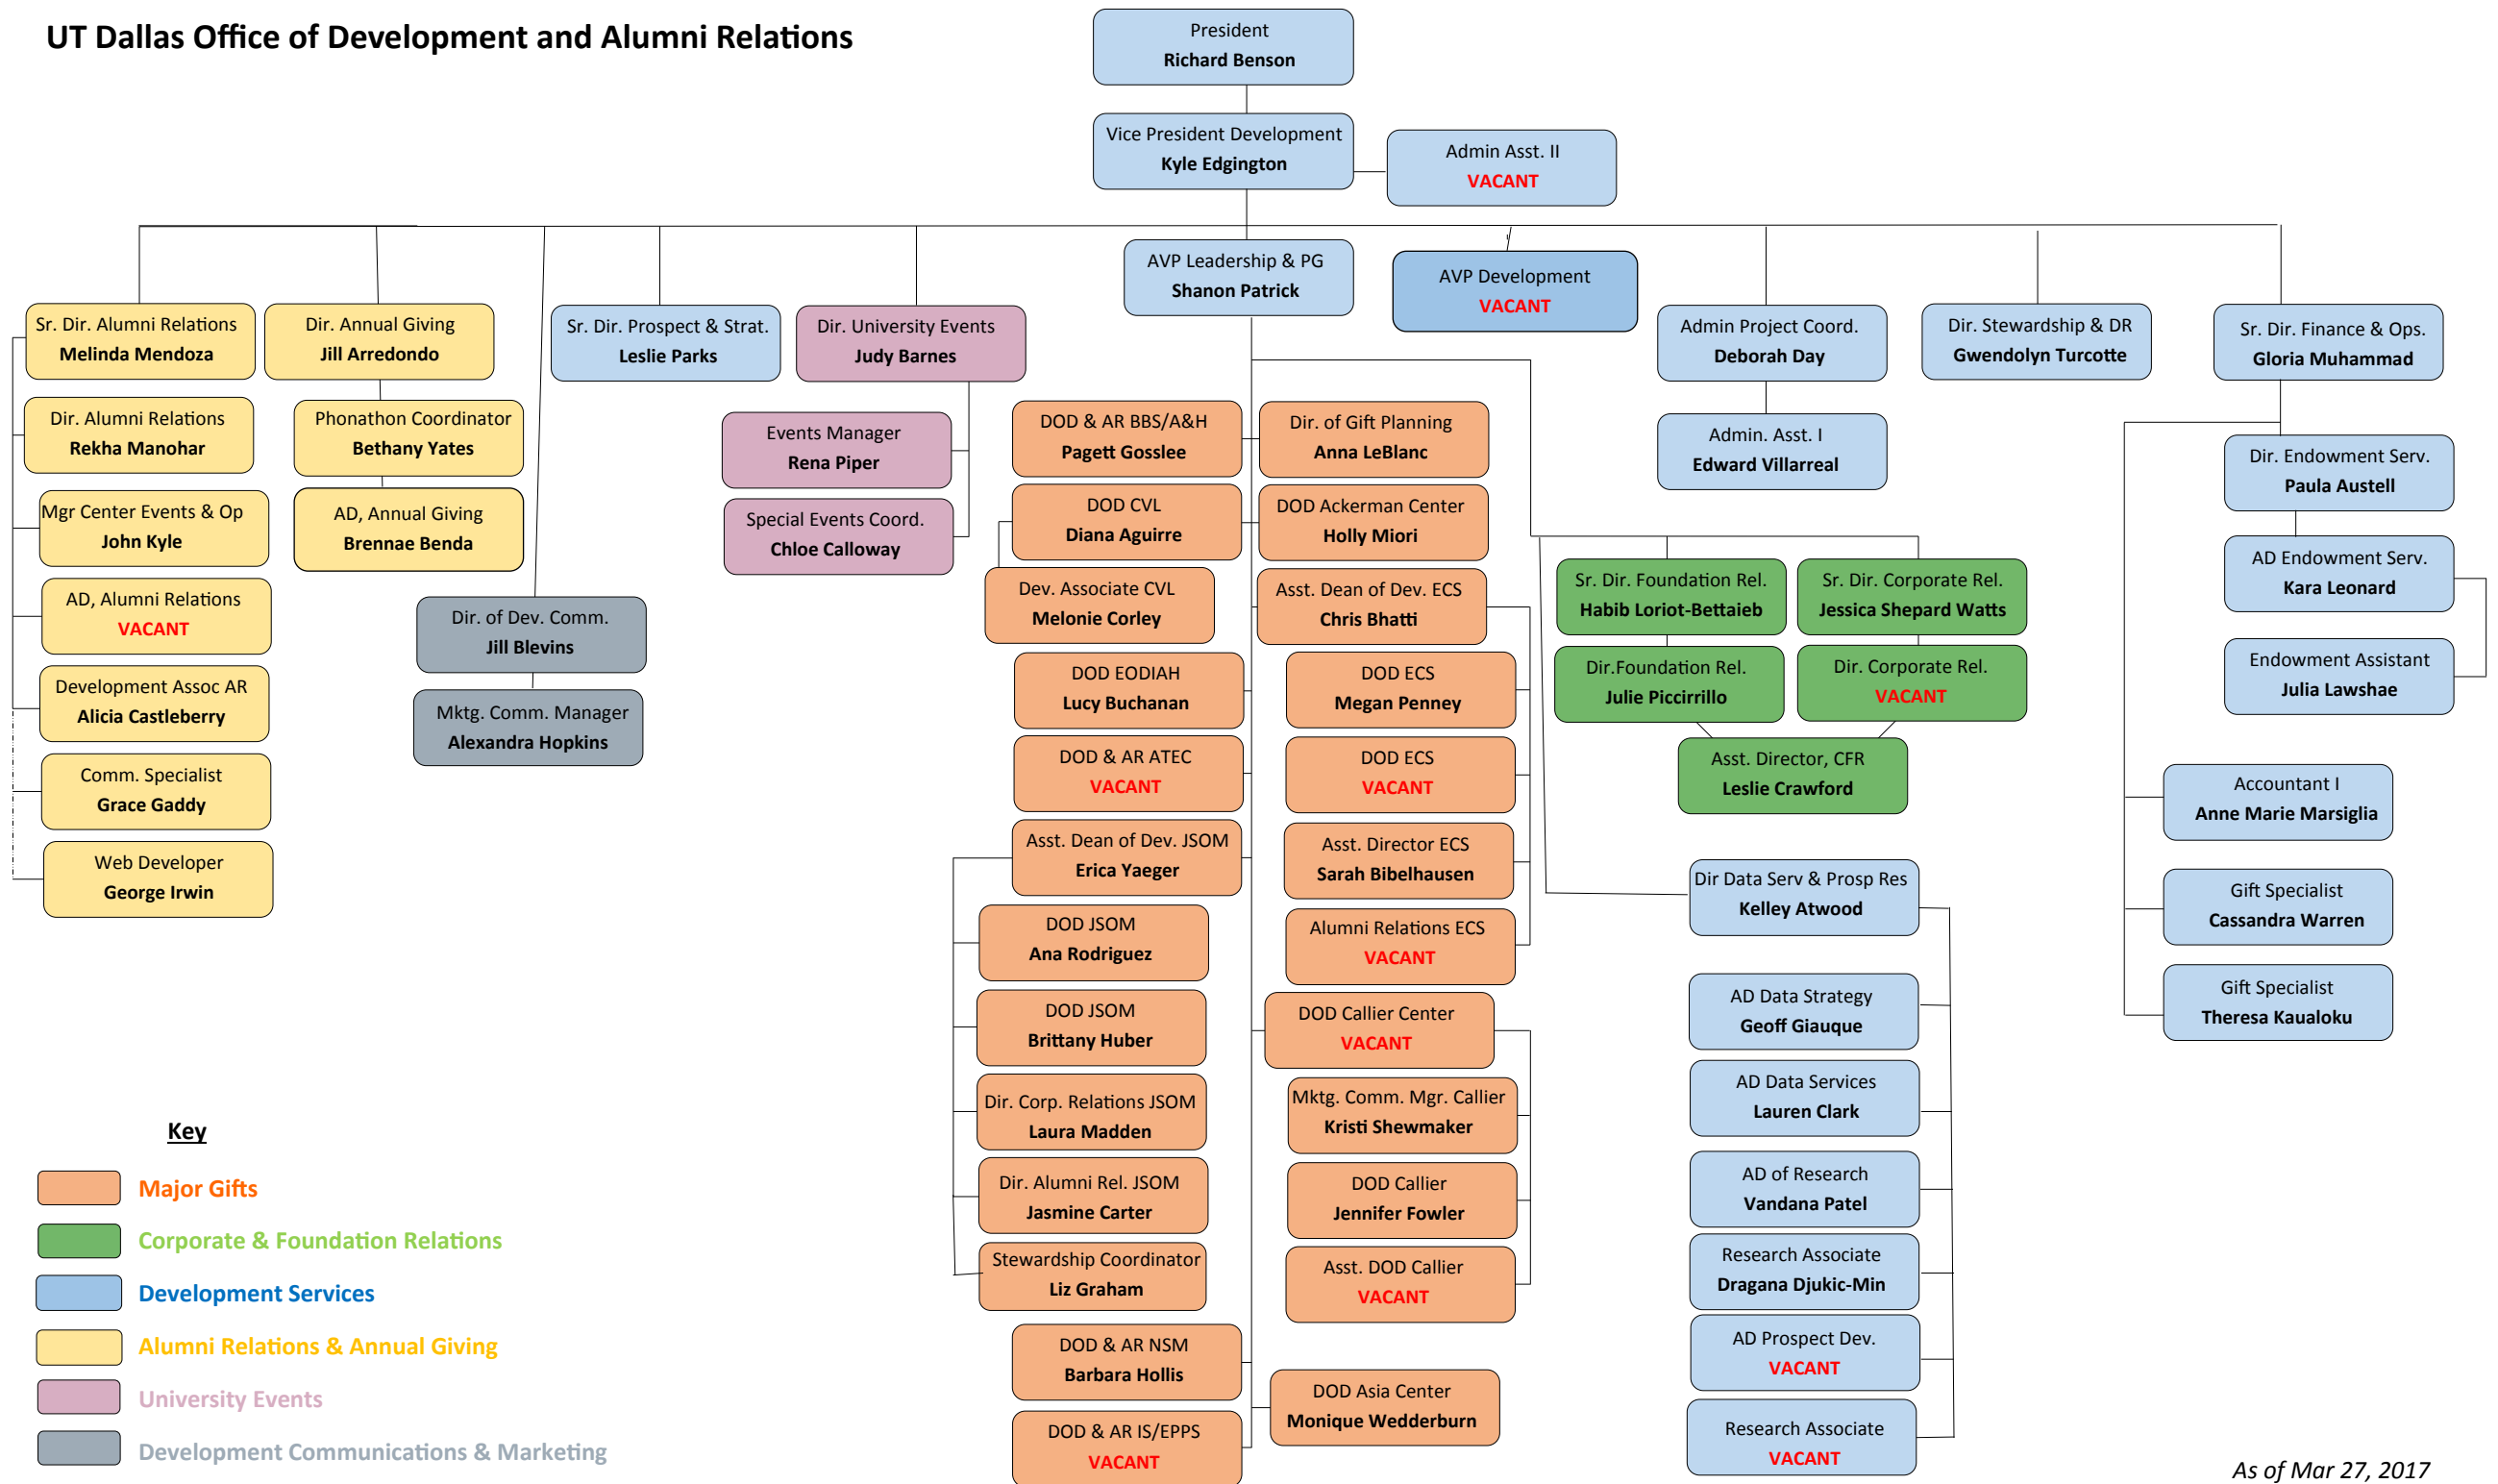 UT Dallas Office of Development and Alumni Relations
President
Richard Benson
Vice President Development
Kyle Edgington
Admin Asst. II
VACANT
AVP Leadership & PG
Shanon Patrick
AVP Development
VACANT
Sr. Dir. Alumni Relations
Melinda Mendoza
Dir. Alumni Relations
Rekha Manohar
Mgr Center Events & Op
John Kyle
AD, Alumni Relations
VACANT
Development Assoc AR
Alicia Castleberry
Comm. Specialist
Grace Gaddy
Web Developer
George Irwin
Dir. Annual Giving
Jill Arredondo
Phonathon Coordinator
Bethany Yates
AD, Annual Giving
Brennae Benda
Dir. of Dev. Comm.
Jill Blevins
Mktg. Comm. Manager
Alexandra Hopkins
Sr. Dir. Prospect & Strat.
Leslie Parks
Dir. University Events
Judy Barnes
Events Manager
Rena Piper
Special Events Coord.
Chloe Calloway
DOD & AR BBS/A&H
Pagett Gosslee
DOD CVL
Diana Aguirre
Dev. Associate CVL
Melonie Corley
DOD EODIAH
Lucy Buchanan
DOD & AR ATEC
VACANT
Asst. Dean of Dev. JSOM
Erica Yaeger
DOD JSOM
Ana Rodriguez
DOD JSOM
Brittany Huber
Dir. Corp. Relations JSOM
Laura Madden
Dir. Alumni Rel. JSOM
Jasmine Carter
Stewardship Coordinator
Liz Graham
DOD & AR NSM
Barbara Hollis
DOD & AR IS/EPPS
VACANT
Dir. of Gift Planning
Anna LeBlanc
DOD Ackerman Center
Holly Miori
Asst. Dean of Dev. ECS
Chris Bhatti
DOD ECS
Megan Penney
DOD ECS
VACANT
Asst. Director ECS
Sarah Bibelhausen
Alumni Relations ECS
VACANT
DOD Callier Center
VACANT
Mktg. Comm. Mgr. Callier
Kristi Shewmaker
DOD Callier
Jennifer Fowler
Asst. DOD Callier
VACANT
DOD Asia Center
Monique Wedderburn
Sr. Dir. Foundation Rel.
Habib Loriot-Bettaieb
Dir.Foundation Rel.
Julie Piccirrillo
Sr. Dir. Corporate Rel.
Jessica Shepard Watts
Dir. Corporate Rel.
VACANT
Asst. Director, CFR
Leslie Crawford
Dir Data Serv & Prosp Res
Kelley Atwood
AD Data Strategy
Geoff Giauque
AD Data Services
Lauren Clark
AD of Research
Vandana Patel
Research Associate
Dragana Djukic-Min
AD Prospect Dev.
VACANT
Research Associate
VACANT
Admin Project Coord.
Deborah Day
Admin. Asst. I
Edward Villarreal
Dir. Stewardship & DR
Gwendolyn Turcotte
Sr. Dir. Finance & Ops.
Gloria Muhammad
Dir. Endowment Serv.
Paula Austell
AD Endowment Serv.
Kara Leonard
Endowment Assistant
Julia Lawshae
Accountant I
Anne Marie Marsiglia
Gift Specialist
Cassandra Warren
Gift Specialist
Theresa Kaualoku
Key
Major Gifts
Corporate & Foundation Relations
Development Services
Alumni Relations & Annual Giving
University Events
Development Communications & Marketing
As of Mar 27, 2017